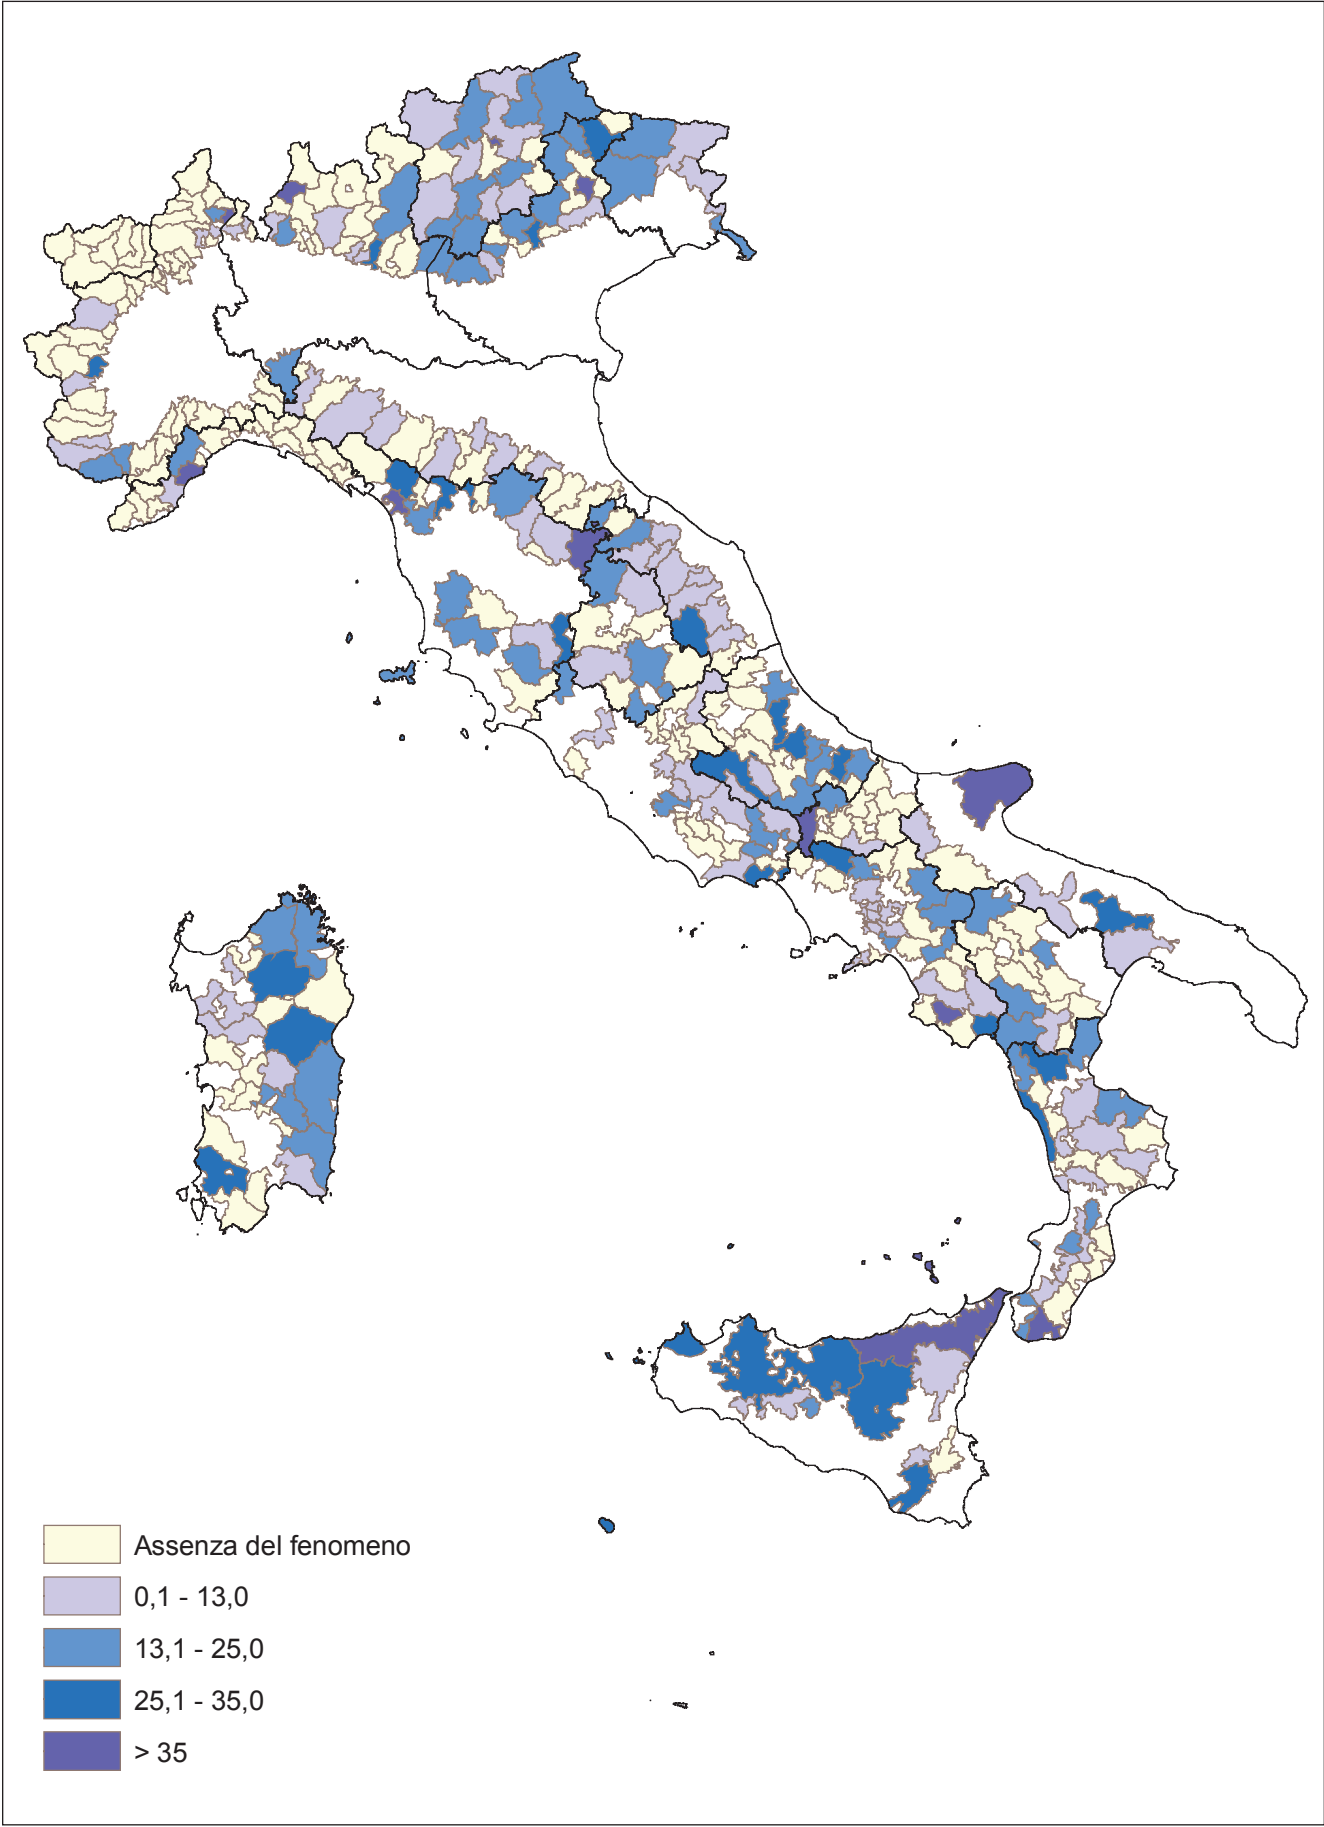 Assenza del fenomeno
0,1 - 13,0
13,1 - 25,0
25,1 - 35,0
> 35